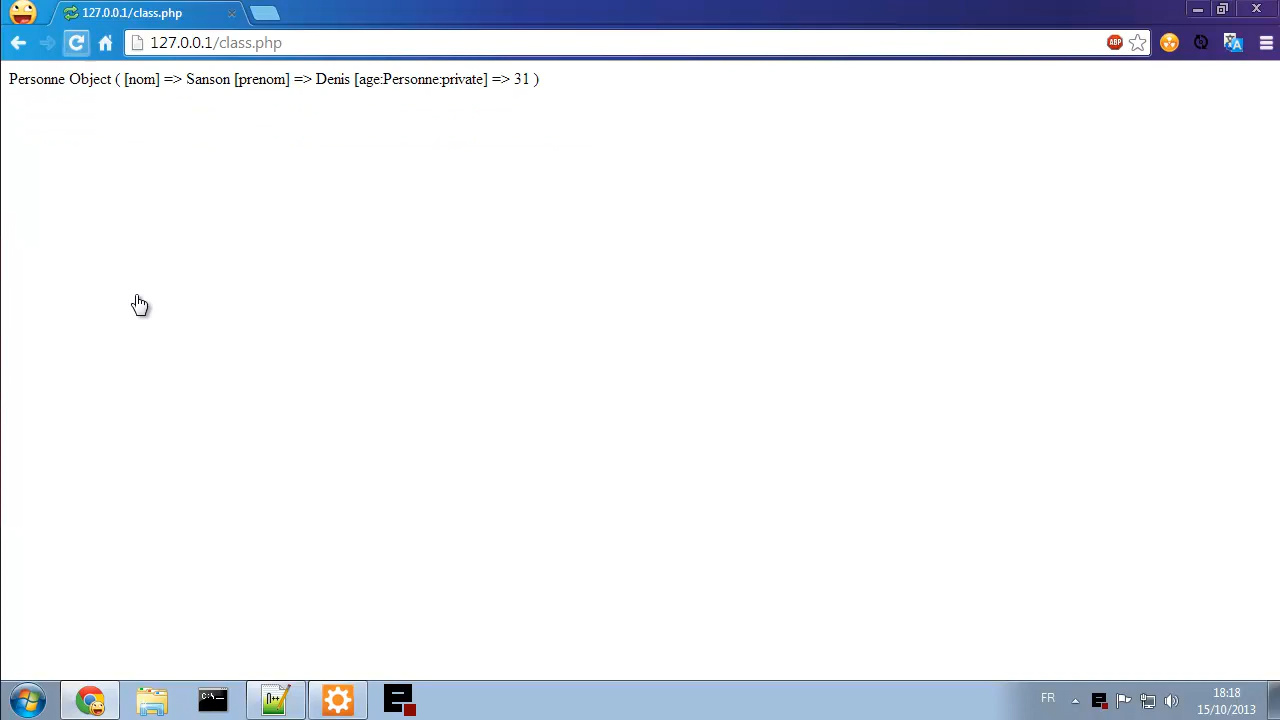 127.0.0.1/class.php
127.0.0.1/class.php
ABP
Personne Object ( [nom] => Sanson [prenom] => Denis [age:Personne:private] => 31 )
C:\
FR
18:18
15/10/2013